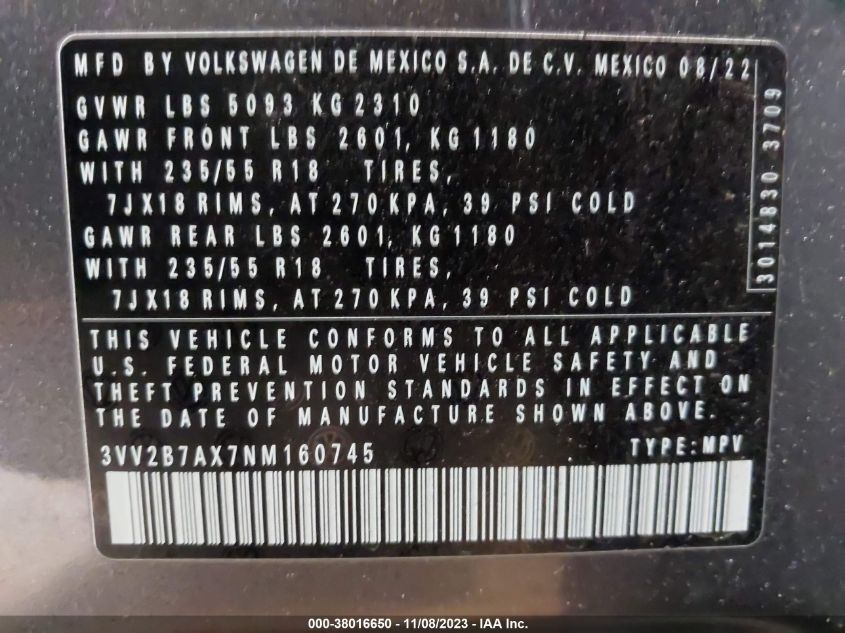 MFD BY VOLKSWAGEN DE MEXICO S.A. DE C.V. MEXICO 08/22
GVWR LBS 5093 KG 2310
GAWR FRONT LBS 2601, KG 1180
WITH 235/55 R18 TIRES,
7JX18 RIMS, AT 270 KPA, 39 PSI COLD
GAWR REAR LBS 2601, KG 1180
WITH 235/55 R18 TIRES,
7JX18 RIMS, AT 270 KPA, 39 PSI COLD
3014830 3709
THIS VEHICLE CONFORMS TO ALL APPLICABLE
U.S. FEDERAL MOTOR VEHICLE SAFETY AND
THEFT PREVENTION STANDARDS IN EFFECT ON
THE DATE OF MANUFACTURE SHOWN ABOVE.
3VV2B7AX7NM160745 TYPE: MPV
000-38016650 - 11/08/2023 - IAA Inc.